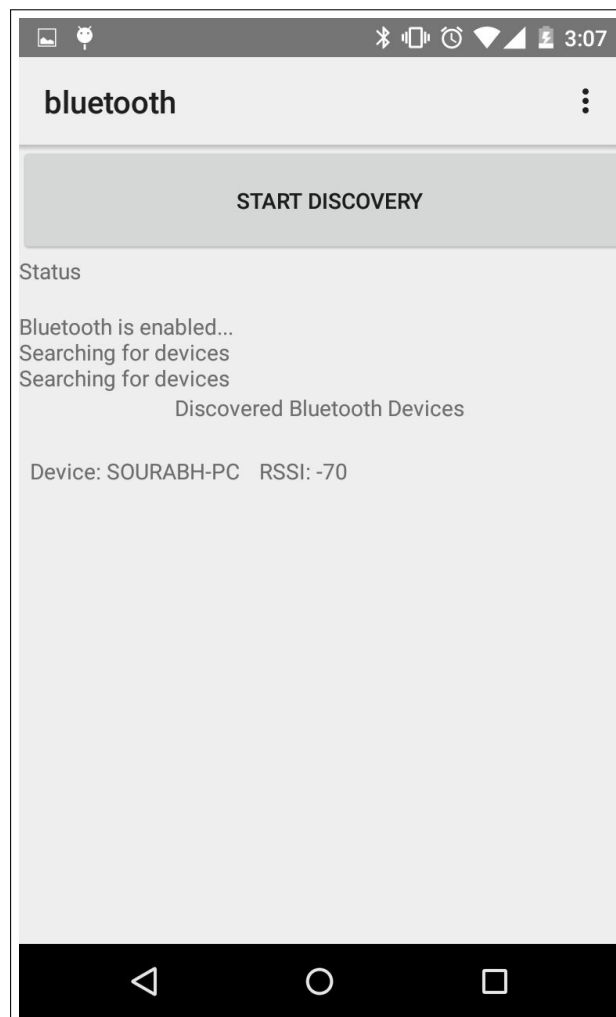 3:07
bluetooth
START DISCOVERY
Status
Bluetooth is enabled...
Searching for devices
Searching for devices
Discovered Bluetooth Devices
Device: SOURABH-PC RSSI: -70